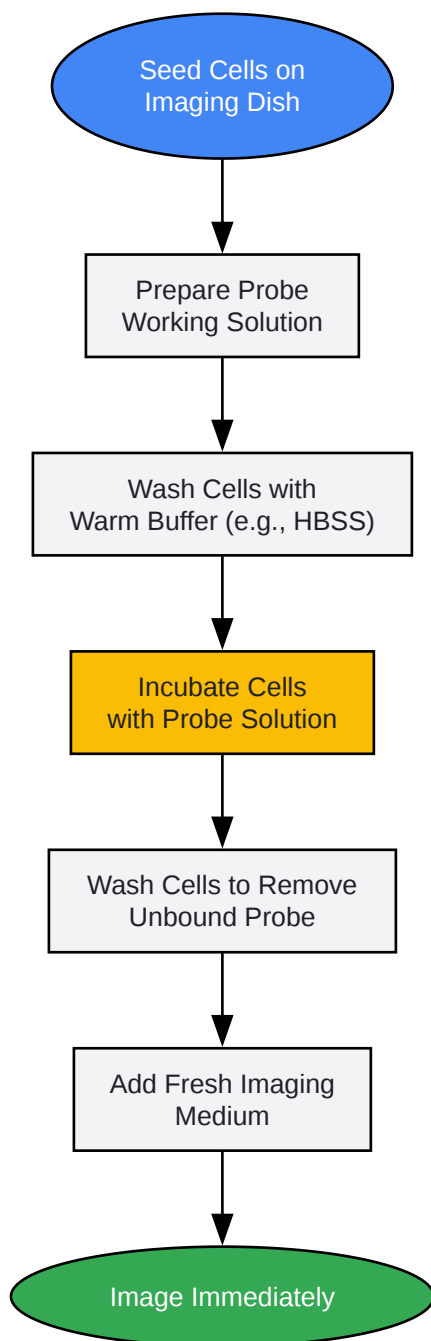 Seed Cells on
Imaging Dish
Prepare Probe
Working Solution
Wash Cells with
Warm Buffer (e.g., HBSS)
Incubate Cells
with Probe Solution
Wash Cells to Remove
Unbound Probe
Add Fresh Imaging
Medium
Image Immediately